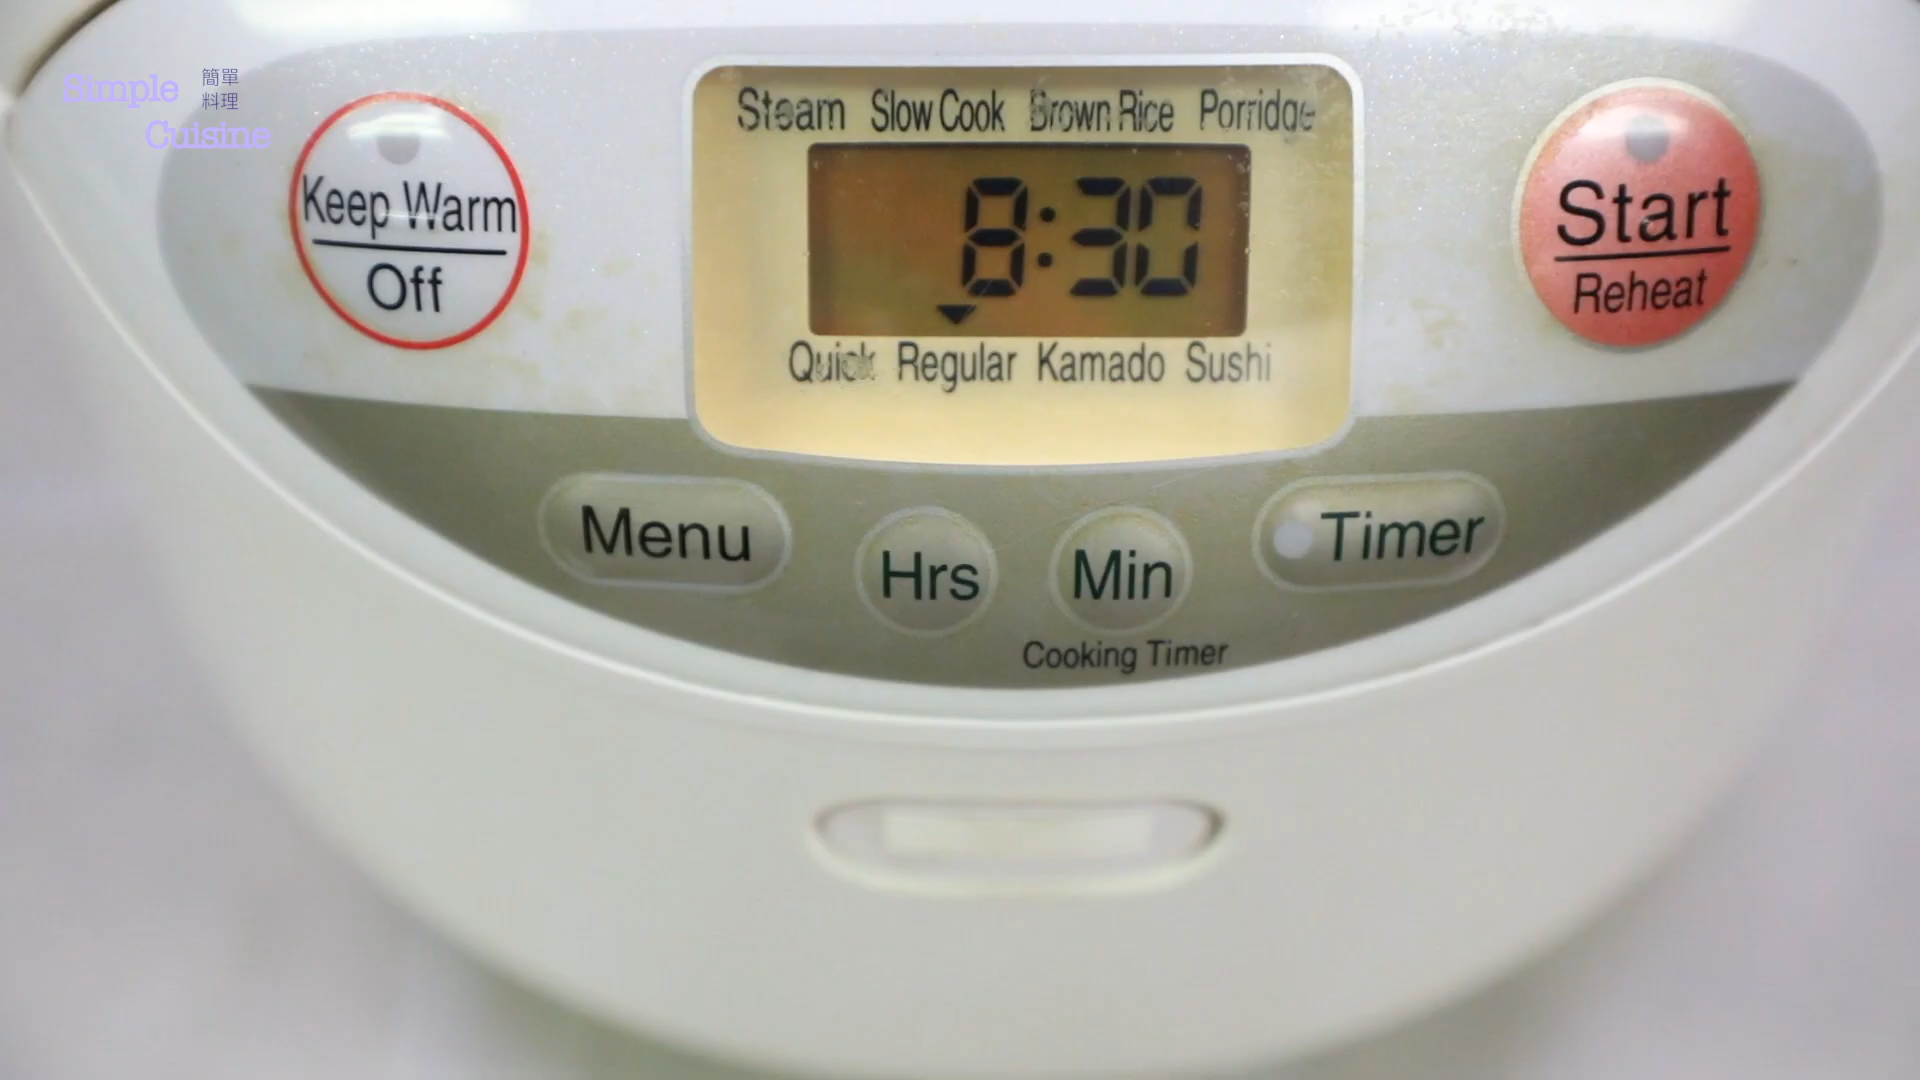 Simple 簡單
料理
Cuisine
Keep Warm
Off
Steam Slow Cook Brown Rice Porridge
8:30
Quick Regular Kamado Sushi
Start
Reheat
Menu Hrs Min Timer
Cooking Timer